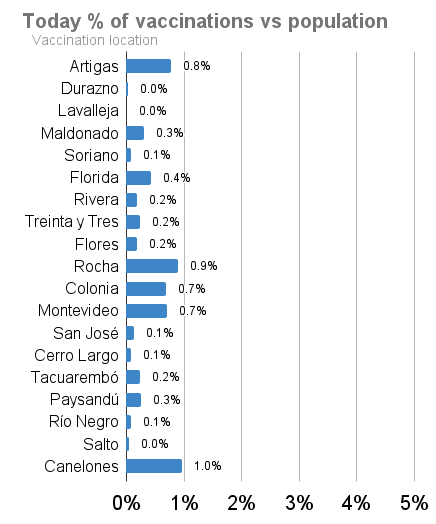 Today % of vaccinations vs population
Vaccination location
Artigas 0.8%
Durazno 0.0%
Lavalleja 0.0%
Maldonado 0.3%
Soriano 0.1%
Florida 0.4%
Rivera 0.2%
Treinta y Tres 0.2%
Flores 0.2%
Rocha 0.9%
Colonia 0.7%
Montevideo 0.7%
San José 0.1%
Cerro Largo 0.1%
Tacuarembó 0.2%
Paysandú 0.3%
Río Negro 0.1%
Salto 0.0%
Canelones 1.0%
0% 1% 2% 3% 4% 5%